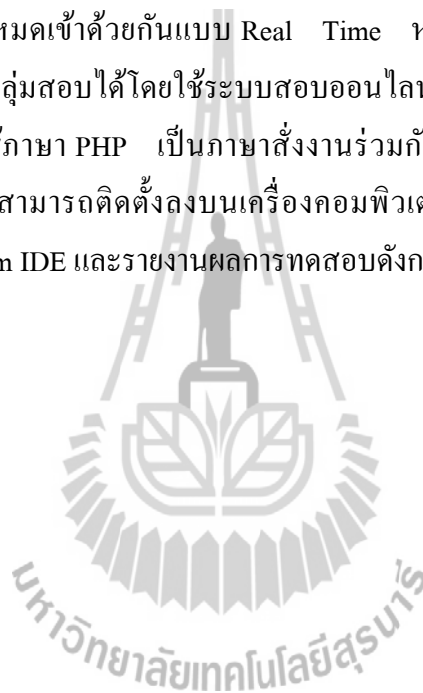 หมดเข้าด้วยกันแบบ Real Time
ลุ่มสอบได้โดยใช้ระบบสอบออนไลน
ภาษา PHP เป็นภาษาสั่งงานร่วมกั
สามารถติดตั้งลงบนเครื่องคอมพิวเต
m IDE และรายงานผลการทดสอบดังก
มหาวิทยาลัยเทคโนโลยีสุรนารี